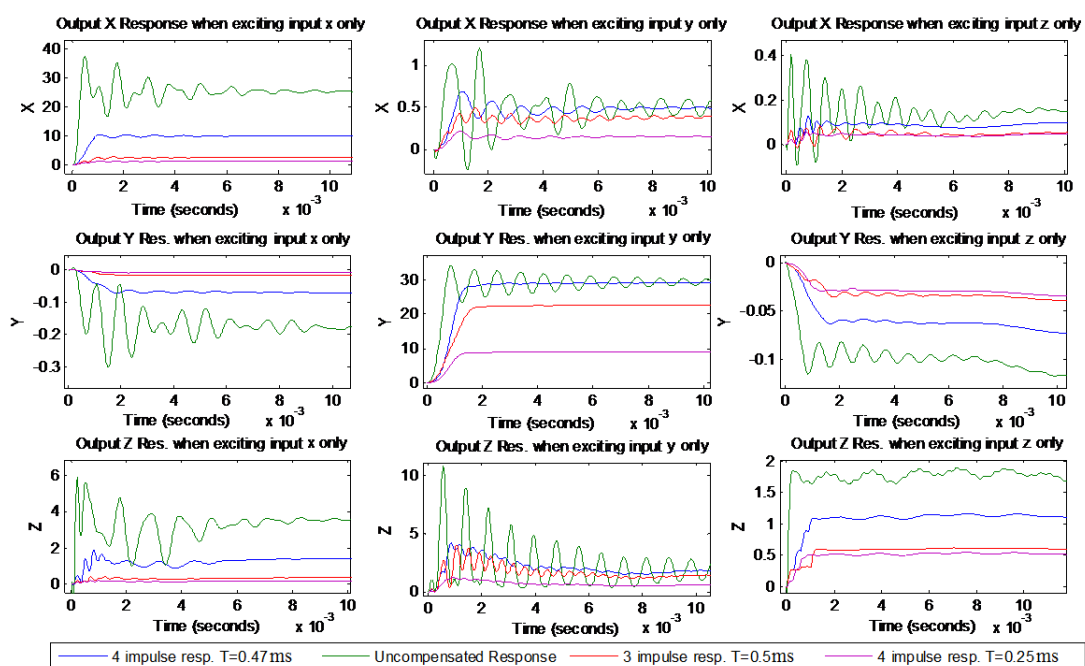 Output X Response when exciting input x only
Output X Response when exciting input y only
Output X Response when exciting input z only
40
30
20
10
0
X
0 2 4 6 8 10
Time (seconds) x 10^-3
1
0.5
0
X
0 2 4 6 8 10
Time (seconds) x 10^-3
0.4
0.2
0
X
0 2 4 6 8 10
Time (seconds) x 10^-3
Output Y Res. when exciting input x only
Output Y Res. when exciting input y only
Output Y Res. when exciting input z only
0
-0.1
-0.2
-0.3
Y
0 2 4 6 8 10
Time (seconds) x 10^-3
30
20
10
0
Y
0 2 4 6 8 10
Time (seconds) x 10^-3
0
-0.05
-0.1
Y
0 2 4 6 8 10
Time (seconds) x 10^-3
Output Z Res. when exciting input x only
Output Z Res. when exciting input y only
Output Z Res. when exciting input z only
6
4
2
0
Z
0 2 4 6 8 10
Time (seconds) x 10^-3
10
5
0
Z
0 2 4 6 8 10
Time (seconds) x 10^-3
2
1.5
1
0.5
0
Z
0 2 4 6 8 10
Time (seconds) x 10^-3
4 impulse resp. T=0.47ms
Uncompensated Response
3 impulse resp. T=0.5ms
4 impulse resp. T=0.25ms